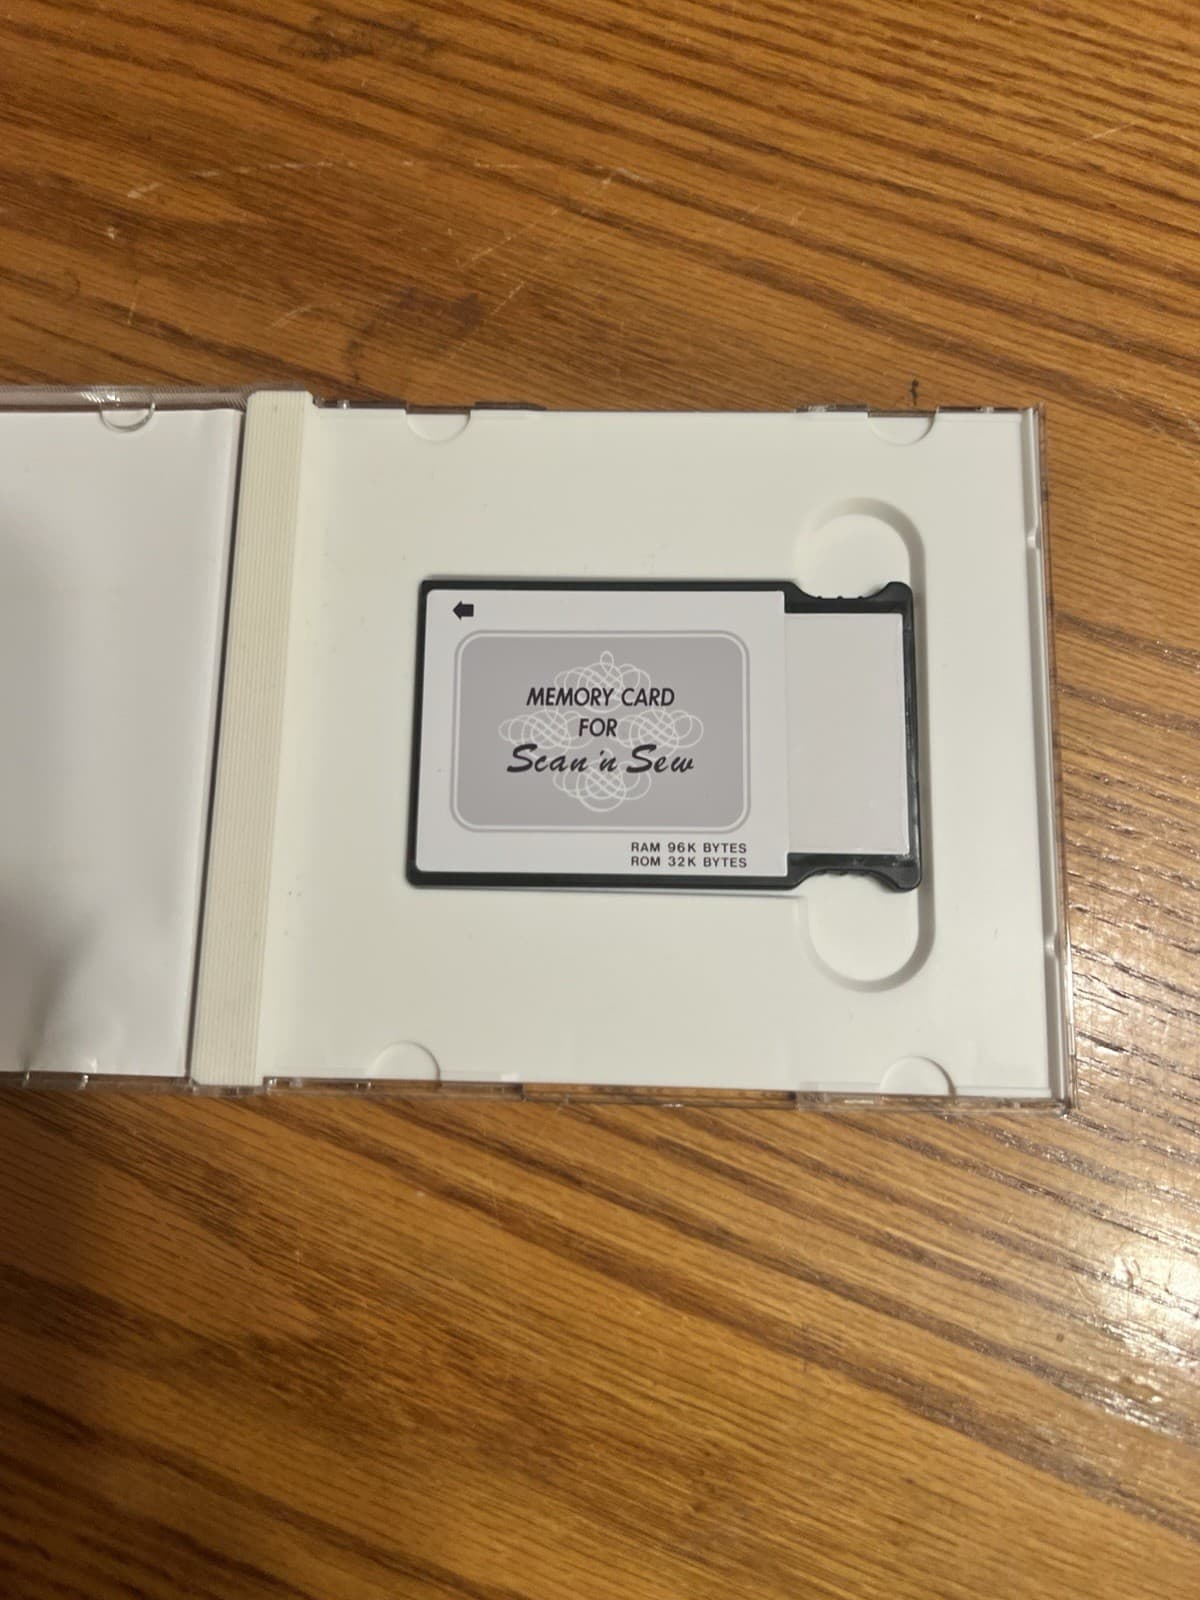 MEMORY CARD
FOR
Scan 'n Sew
RAM 96K BYTES
ROM 32K BYTES